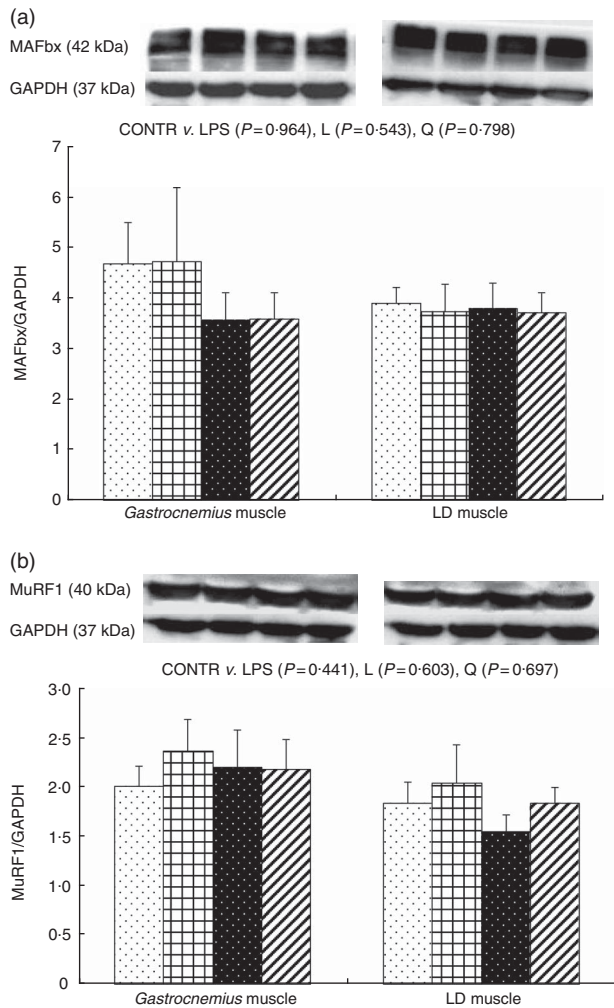 (a)
MAFbx (42 kDa)
GAPDH (37 kDa)
CONTR v. LPS (P=0·964), L (P=0·543), Q (P=0·798)
7
6
5
4
3
2
1
0
MAFbx/GAPDH
Gastrocnemius muscle
LD muscle
(b)
MuRF1 (40 kDa)
GAPDH (37 kDa)
CONTR v. LPS (P=0·441), L (P=0·603), Q (P=0·697)
3·0
2·5
2·0
1·5
1·0
0·5
0
MuRF1/GAPDH
Gastrocnemius muscle
LD muscle